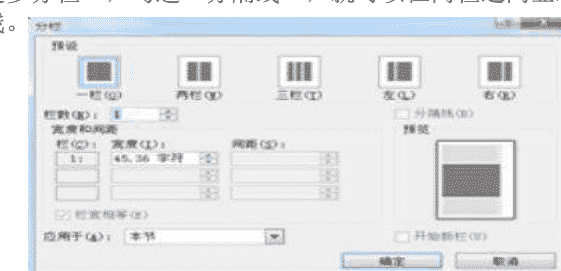 分栏
预设
一栏(O) 两栏(W) 三栏(T) 左(L) 右(R)
栏数(N): 1 分隔线(B)
宽度和间距 预览
栏(C): 宽度(I): 间距(S):
1: 45.36 字符
栏宽相等(E)
应用于(A): 本节 开始新栏(U)
确定 取消